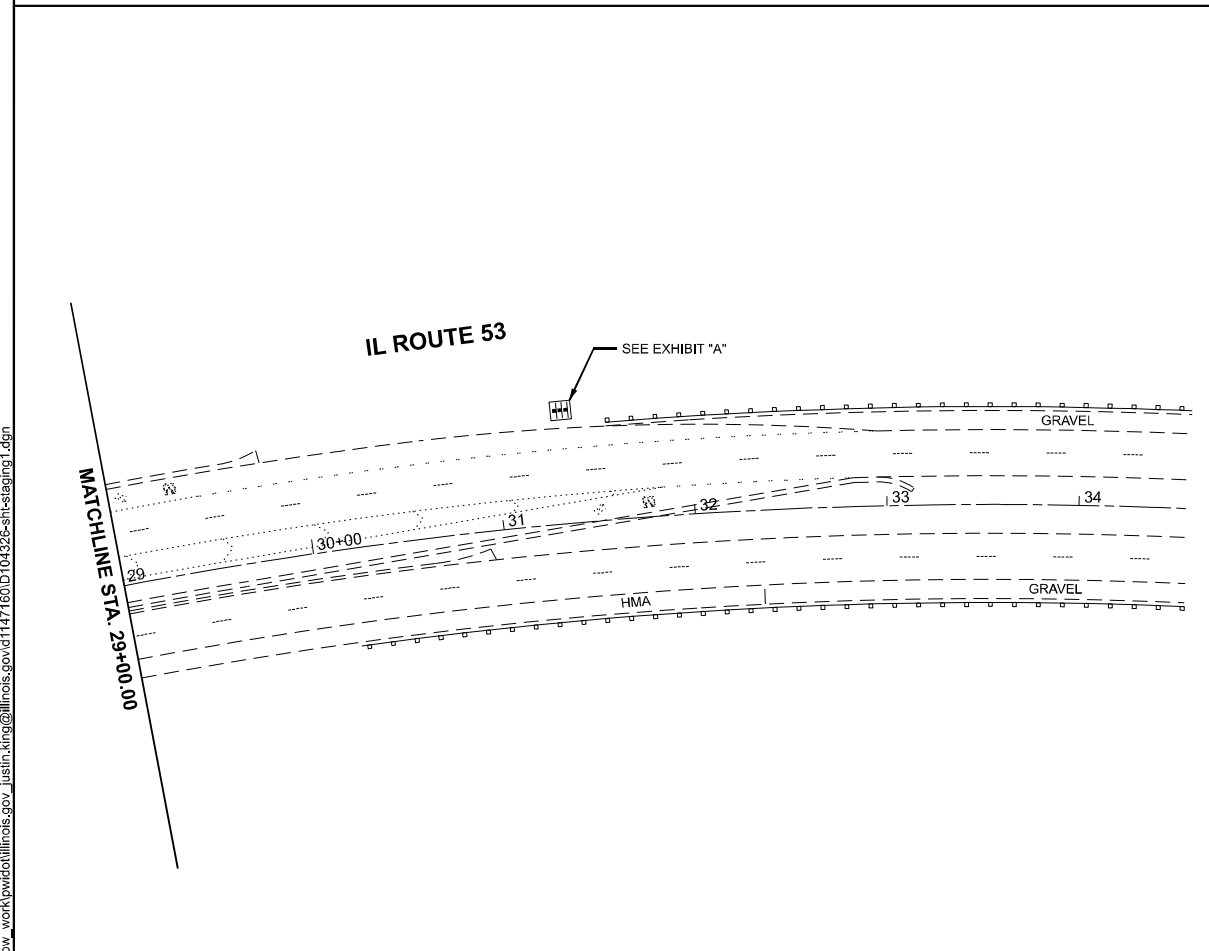 IL ROUTE 53
SEE EXHIBIT "A"
GRAVEL
34
33
32
31
30+00
29
HMA
GRAVEL
MATCHLINE STA. 29+00.00
pw_work\pwidot\illinois.gov_justin.king@illinois.gov\d1147160\D104326-sht-staging1.dgn